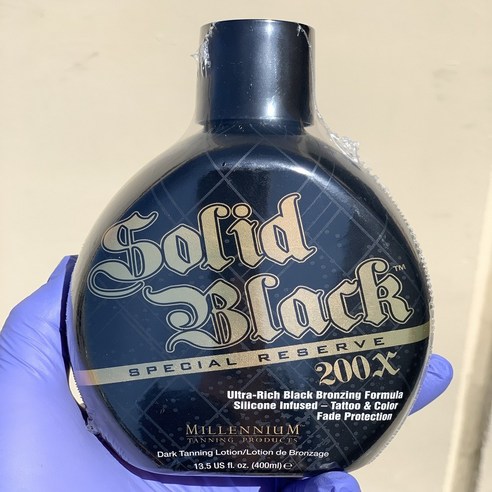 Solid
Black™
SPECIAL RESERVE
200X
Ultra-Rich Black Bronzing Formula
Silicone Infused – Tattoo & Color
Fade Protection
MILLENNIUM
TANNING PRODUCTS
Dark Tanning Lotion/Lotion de Bronzage
13.5 US fl. oz. (400ml) ℮